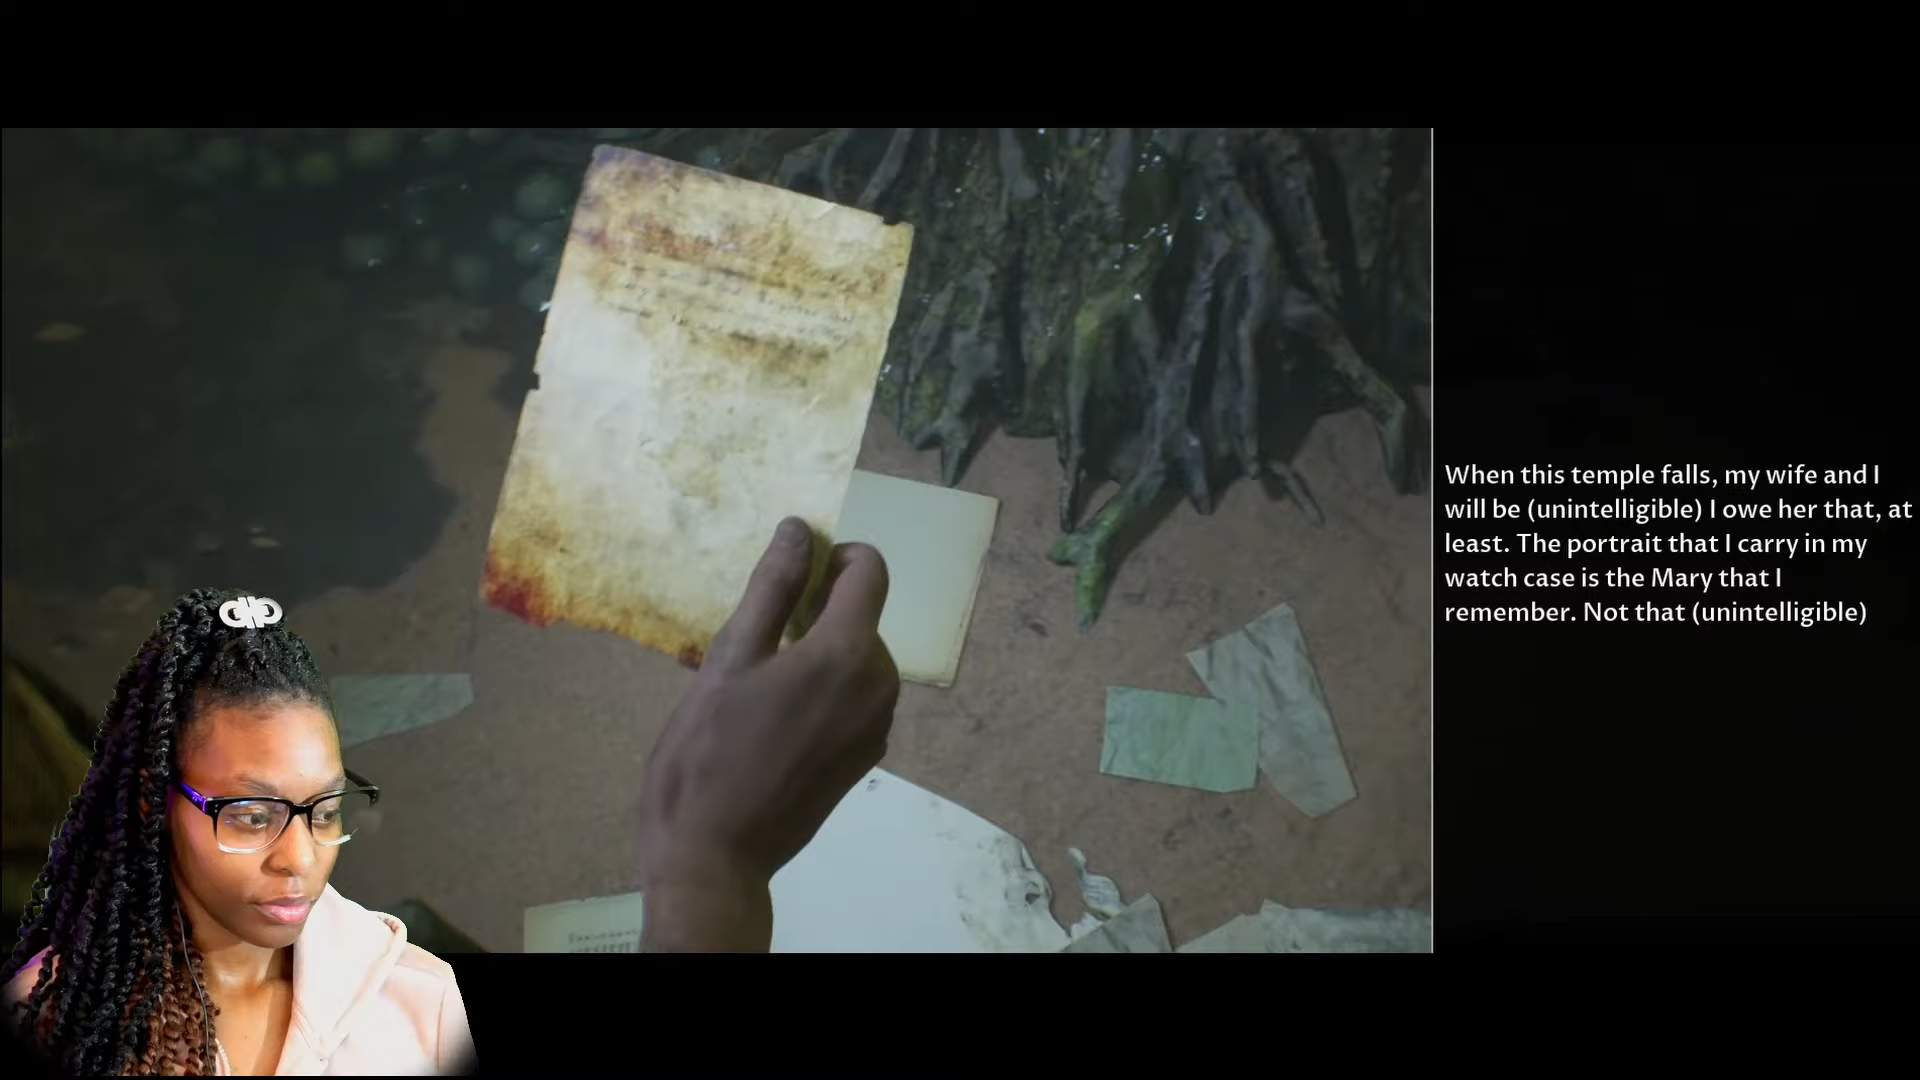 When this temple falls, my wife and I
will be (unintelligible) I owe her that, at
least. The portrait that I carry in my
watch case is the Mary that I
remember. Not that (unintelligible)